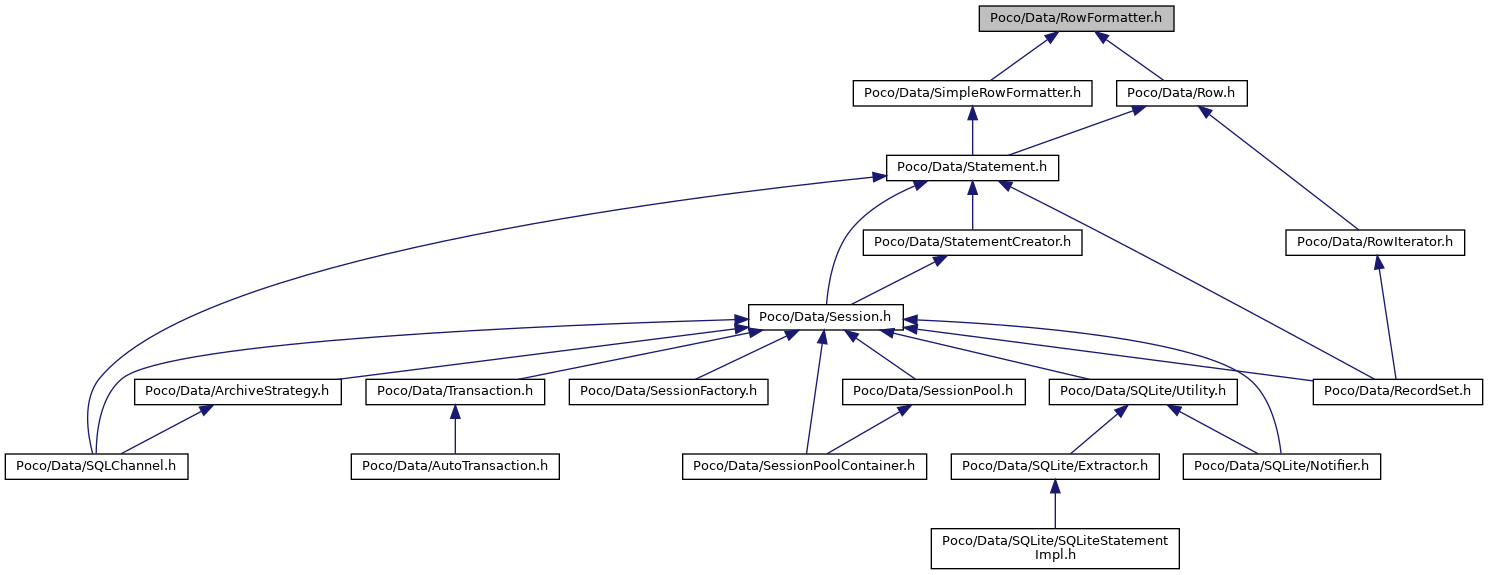 Poco/Data/RowFormatter.h
Poco/Data/SimpleRowFormatter.h
Poco/Data/Row.h
Poco/Data/Statement.h
Poco/Data/StatementCreator.h
Poco/Data/RowIterator.h
Poco/Data/Session.h
Poco/Data/ArchiveStrategy.h
Poco/Data/Transaction.h
Poco/Data/SessionFactory.h
Poco/Data/SessionPool.h
Poco/Data/SQLite/Utility.h
Poco/Data/RecordSet.h
Poco/Data/SQLChannel.h
Poco/Data/AutoTransaction.h
Poco/Data/SessionPoolContainer.h
Poco/Data/SQLite/Extractor.h
Poco/Data/SQLite/Notifier.h
Poco/Data/SQLite/SQLiteStatement
Impl.h